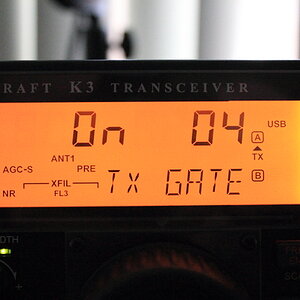 RAFT K3 TRANSCEIVER
On 04 USB
A
ANT1 TX
AGC-S PRE
NR XFIL TX GATE B
FL3